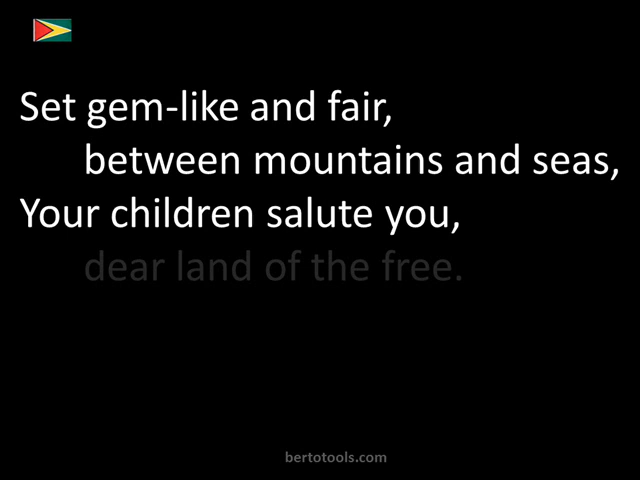 Set gem-like and fair,
between mountains and seas,
Your children salute you,
dear land of the free.
bertotools.com